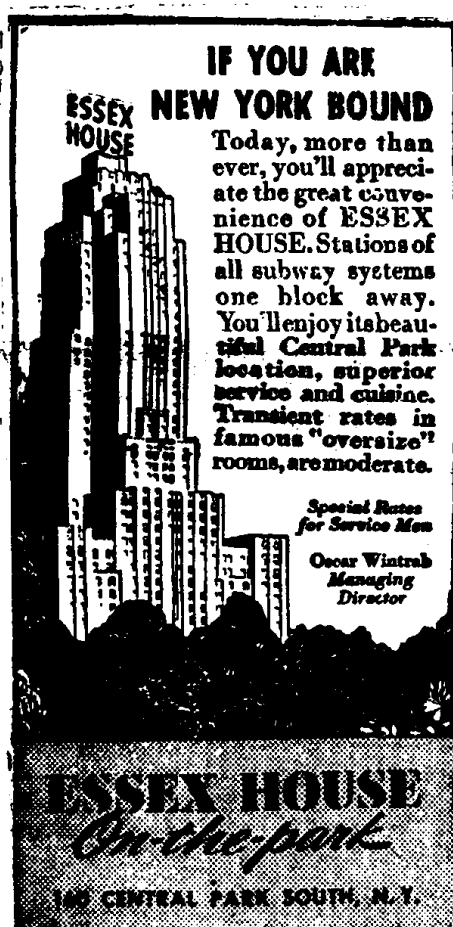 IF YOU ARE
NEW YORK BOUND
ESSEX
HOUSE
Today, more than
ever, you'll appreci-
ate the great conve-
nience of ESSEX
HOUSE. Stations of
all subway systems
one block away.
You'll enjoy its beau-
tiful Central Park
location, superior
service and cuisine.
Transient rates in
famous "oversize"
rooms, are moderate.
Special Rates
for Service Men
Oscar Wintrab
Managing
Director
ESSEX HOUSE
On-the-park
160 CENTRAL PARK SOUTH, N.Y.